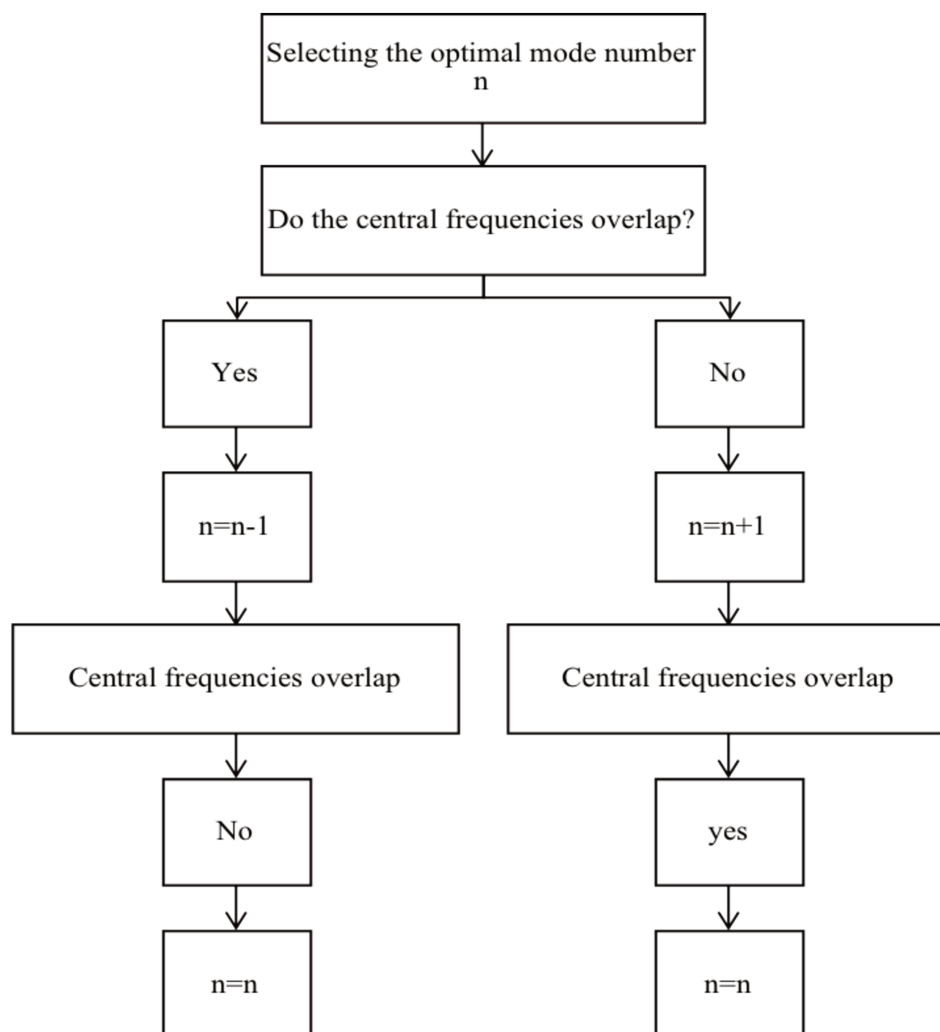 Selecting the optimal mode number
n
Do the central frequencies overlap?
Yes
No
n=n-1
n=n+1
Central frequencies overlap
Central frequencies overlap
No
yes
n=n
n=n